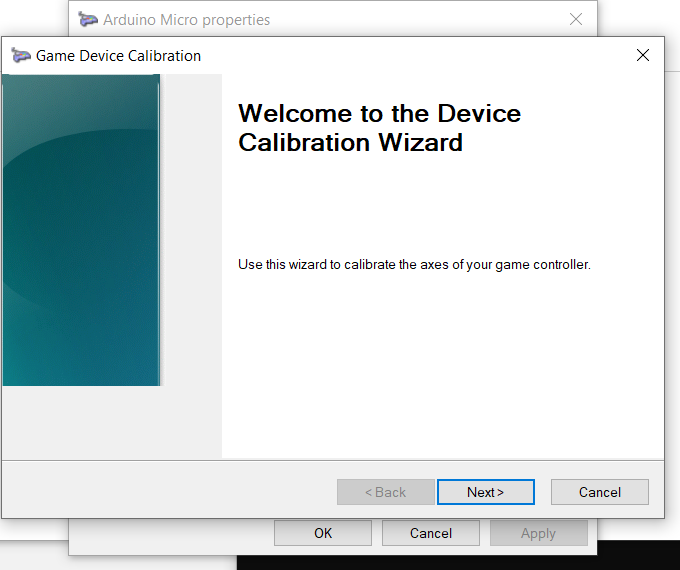 Arduino Micro properties
Game Device Calibration
Welcome to the Device
Calibration Wizard
Use this wizard to calibrate the axes of your game controller.
< Back
Next >
Cancel
OK
Cancel
Apply